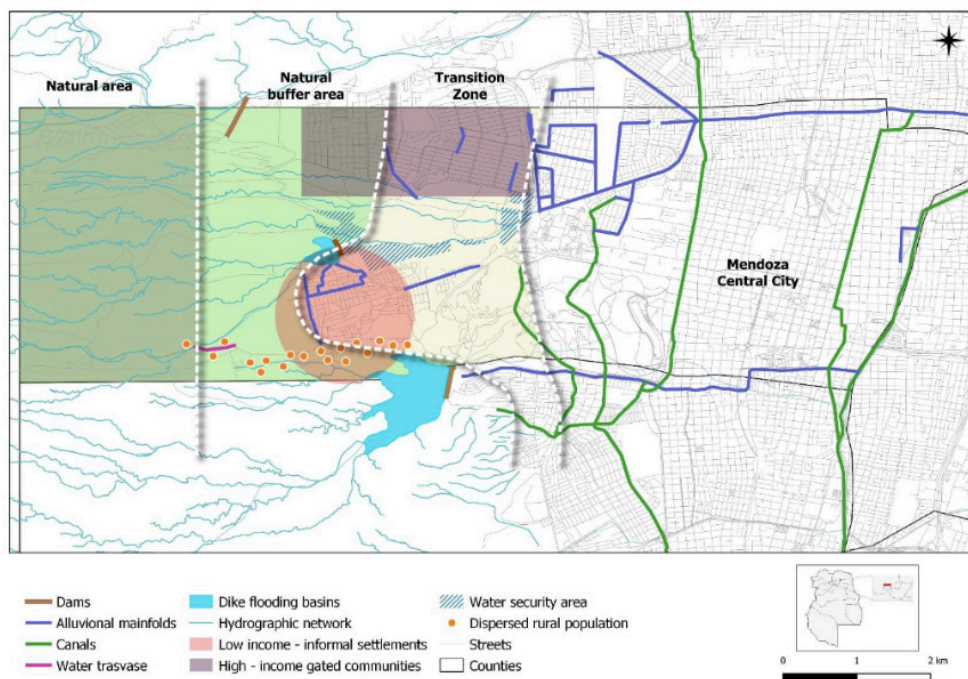 Natural area
Natural
buffer area
Transition
Zone
Mendoza
Central City
Dams
Alluvional mainfolds
Canals
Water trasvase
Dike flooding basins
Hydrographic network
Low income - informal settlements
High - income gated communities
Water security area
Dispersed rural population
Streets
Counties
0 1 2 km